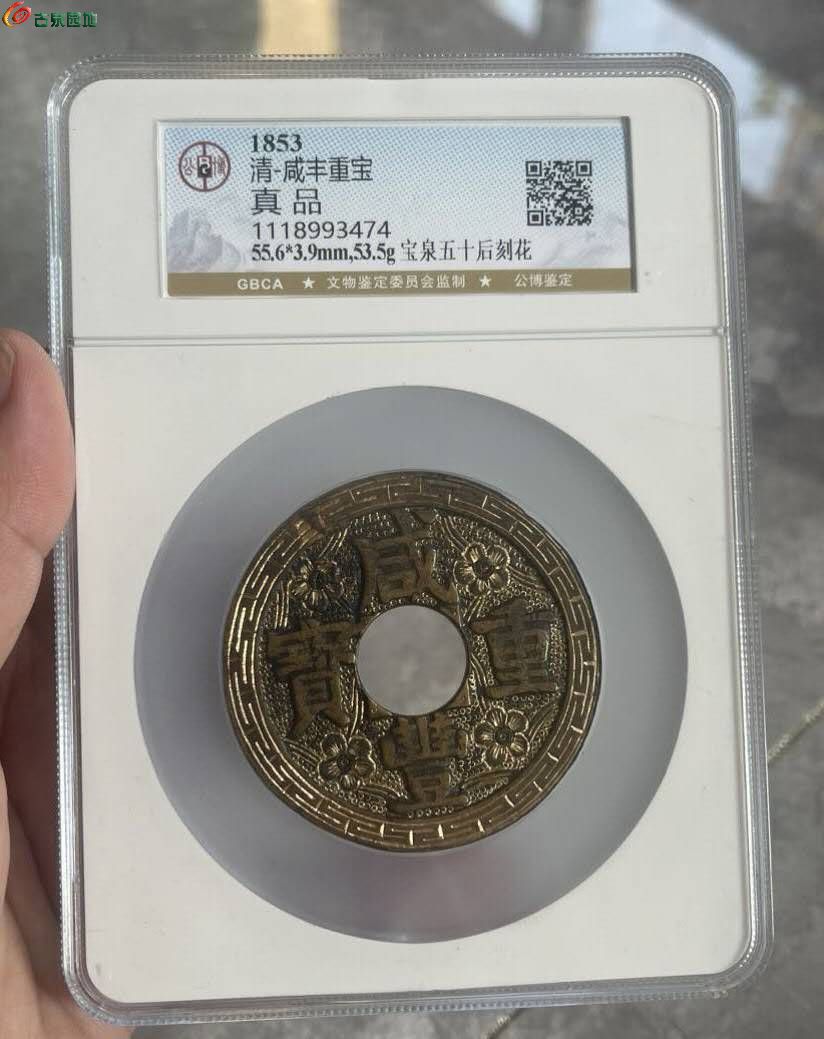 古泉园地
1853
清-咸丰重宝
真 品
1118993474
55.6*3.9mm,53.5g 宝泉五十后刻花
GBCA ★ 文物鉴定委员会监制 ★ 公博鉴定
咸
寶 重
豐